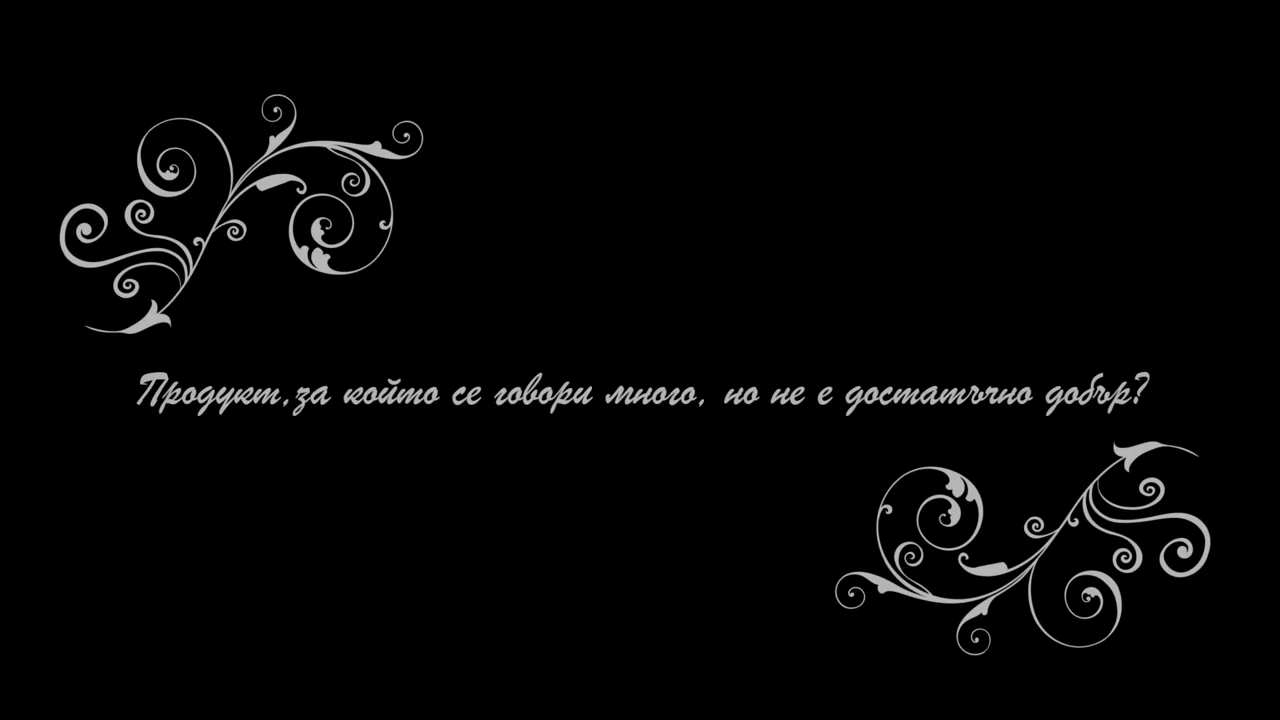 Продукт,за който се говори много, но не е достатъчно добър?